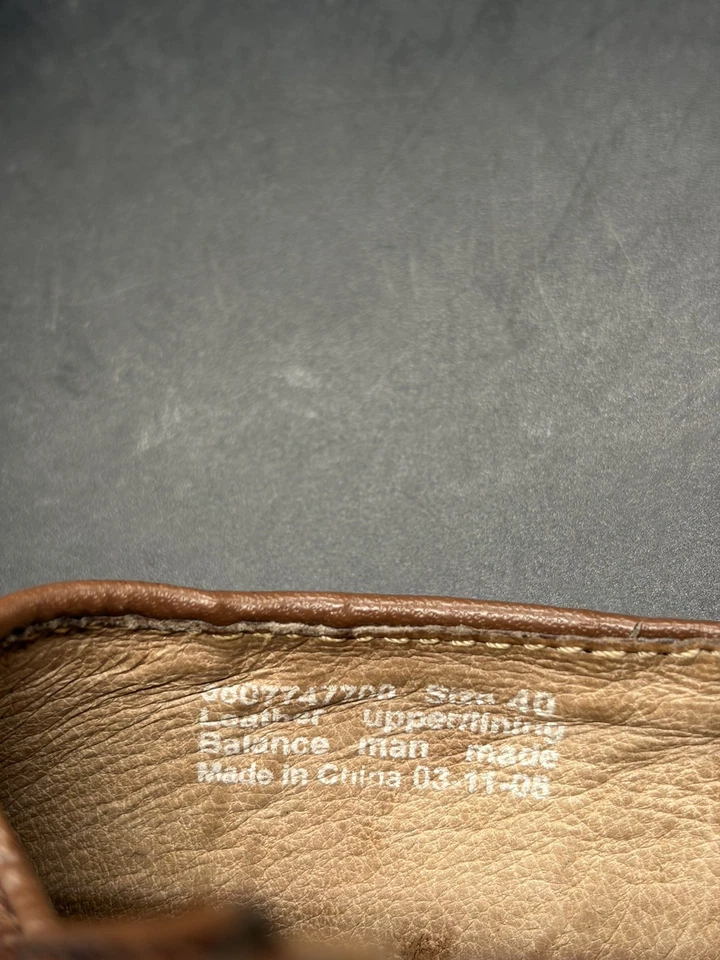 Size 40
Leather upper/lining
Balance man made
Made in China 03-11-05